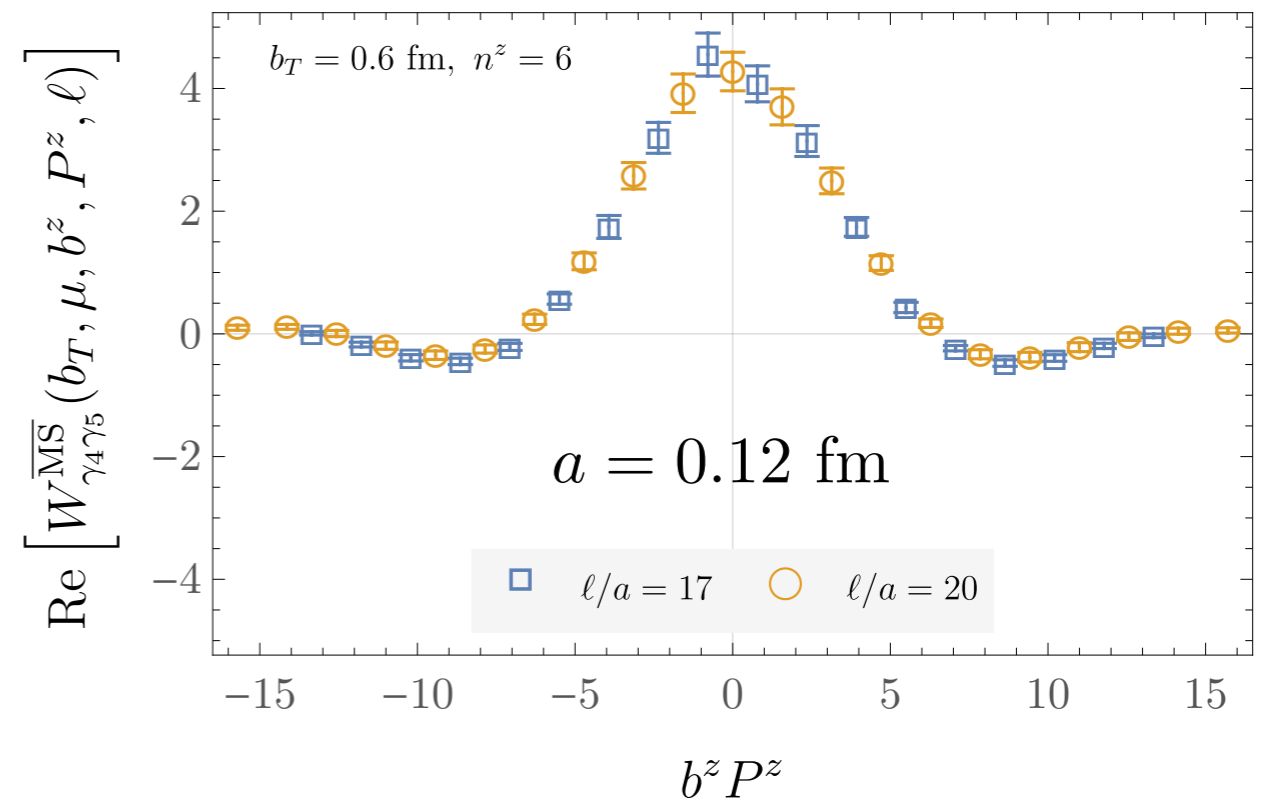 b_T = 0.6 fm, n^z = 6
Re [W^{\overline{MS}}_{γ_4γ_5}(b_T, μ, b^z, P^z, ℓ)]
4
2
0
−2
−4
a = 0.12 fm
ℓ/a = 17 ℓ/a = 20
−15 −10 −5 0 5 10 15
b^z P^z